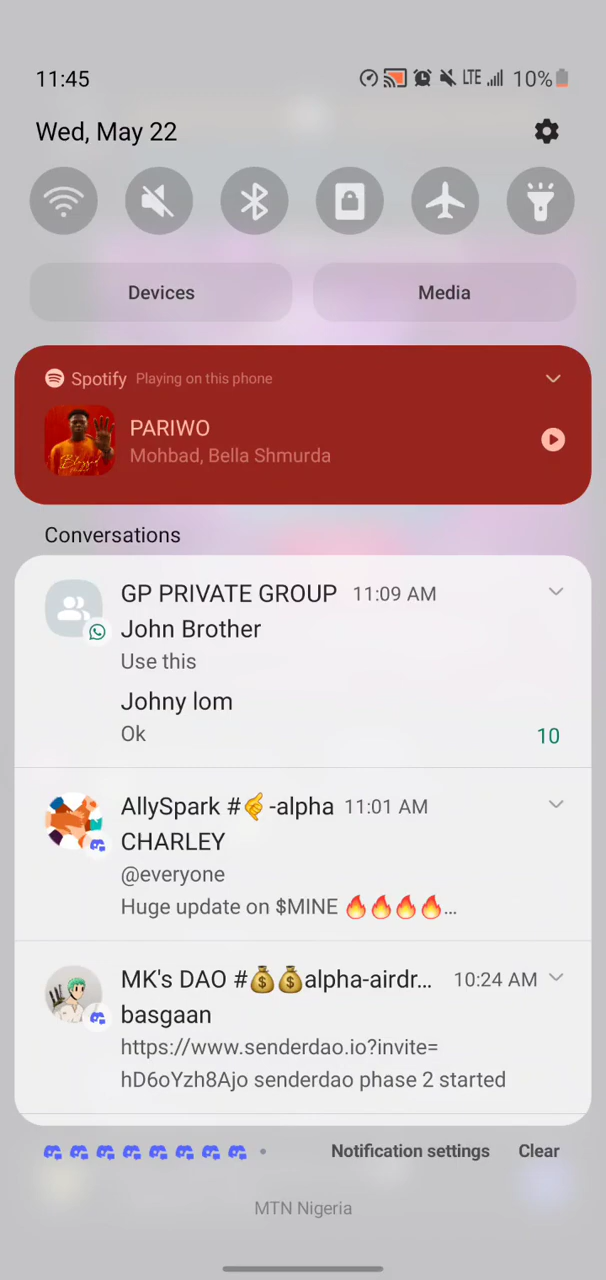 11:45 LTE 10%
Wed, May 22
Devices Media
Spotify Playing on this phone
PARIWO
Mohbad, Bella Shmurda
Blessed
Conversations
GP PRIVATE GROUP 11:09 AM
John Brother
Use this
Johny lom
Ok 10
AllySpark #🤙-alpha 11:01 AM
CHARLEY
@everyone
Huge update on $MINE 🔥🔥🔥🔥...
MK's DAO #💰💰alpha-airdr... 10:24 AM
basgaan
https://www.senderdao.io?invite=
hD6oYzh8Ajo senderdao phase 2 started
Notification settings Clear
MTN Nigeria